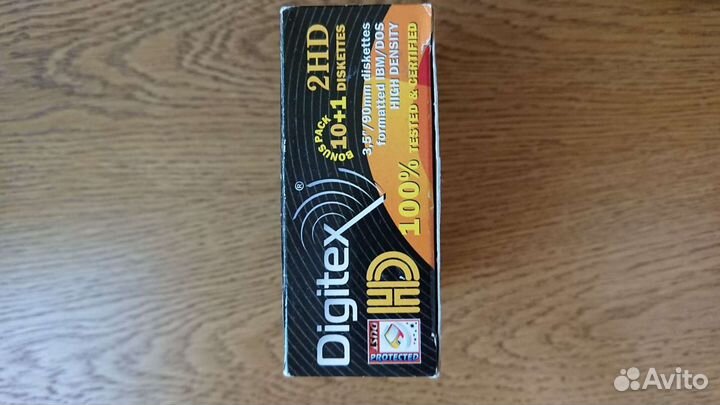 Digitex®
BONUS PACK
10+1
DISKETTES
2HD
3,5"/90mm diskettes
formatted IBM/DOS
HIGH DENSITY
HD
100% TESTED & CERTIFIED
DUST
PROTECTED
Avito